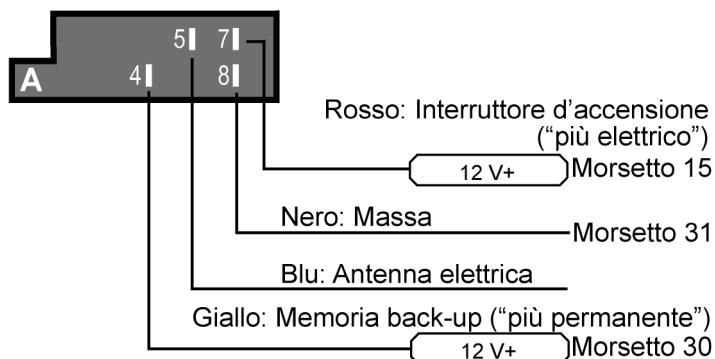 5 7
A 4 8
Rosso: Interruttore d’accensione
(“più elettrico”)
12 V+ Morsetto 15
Nero: Massa
Morsetto 31
Blu: Antenna elettrica
Giallo: Memoria back-up (“più permanente”)
12 V+ Morsetto 30